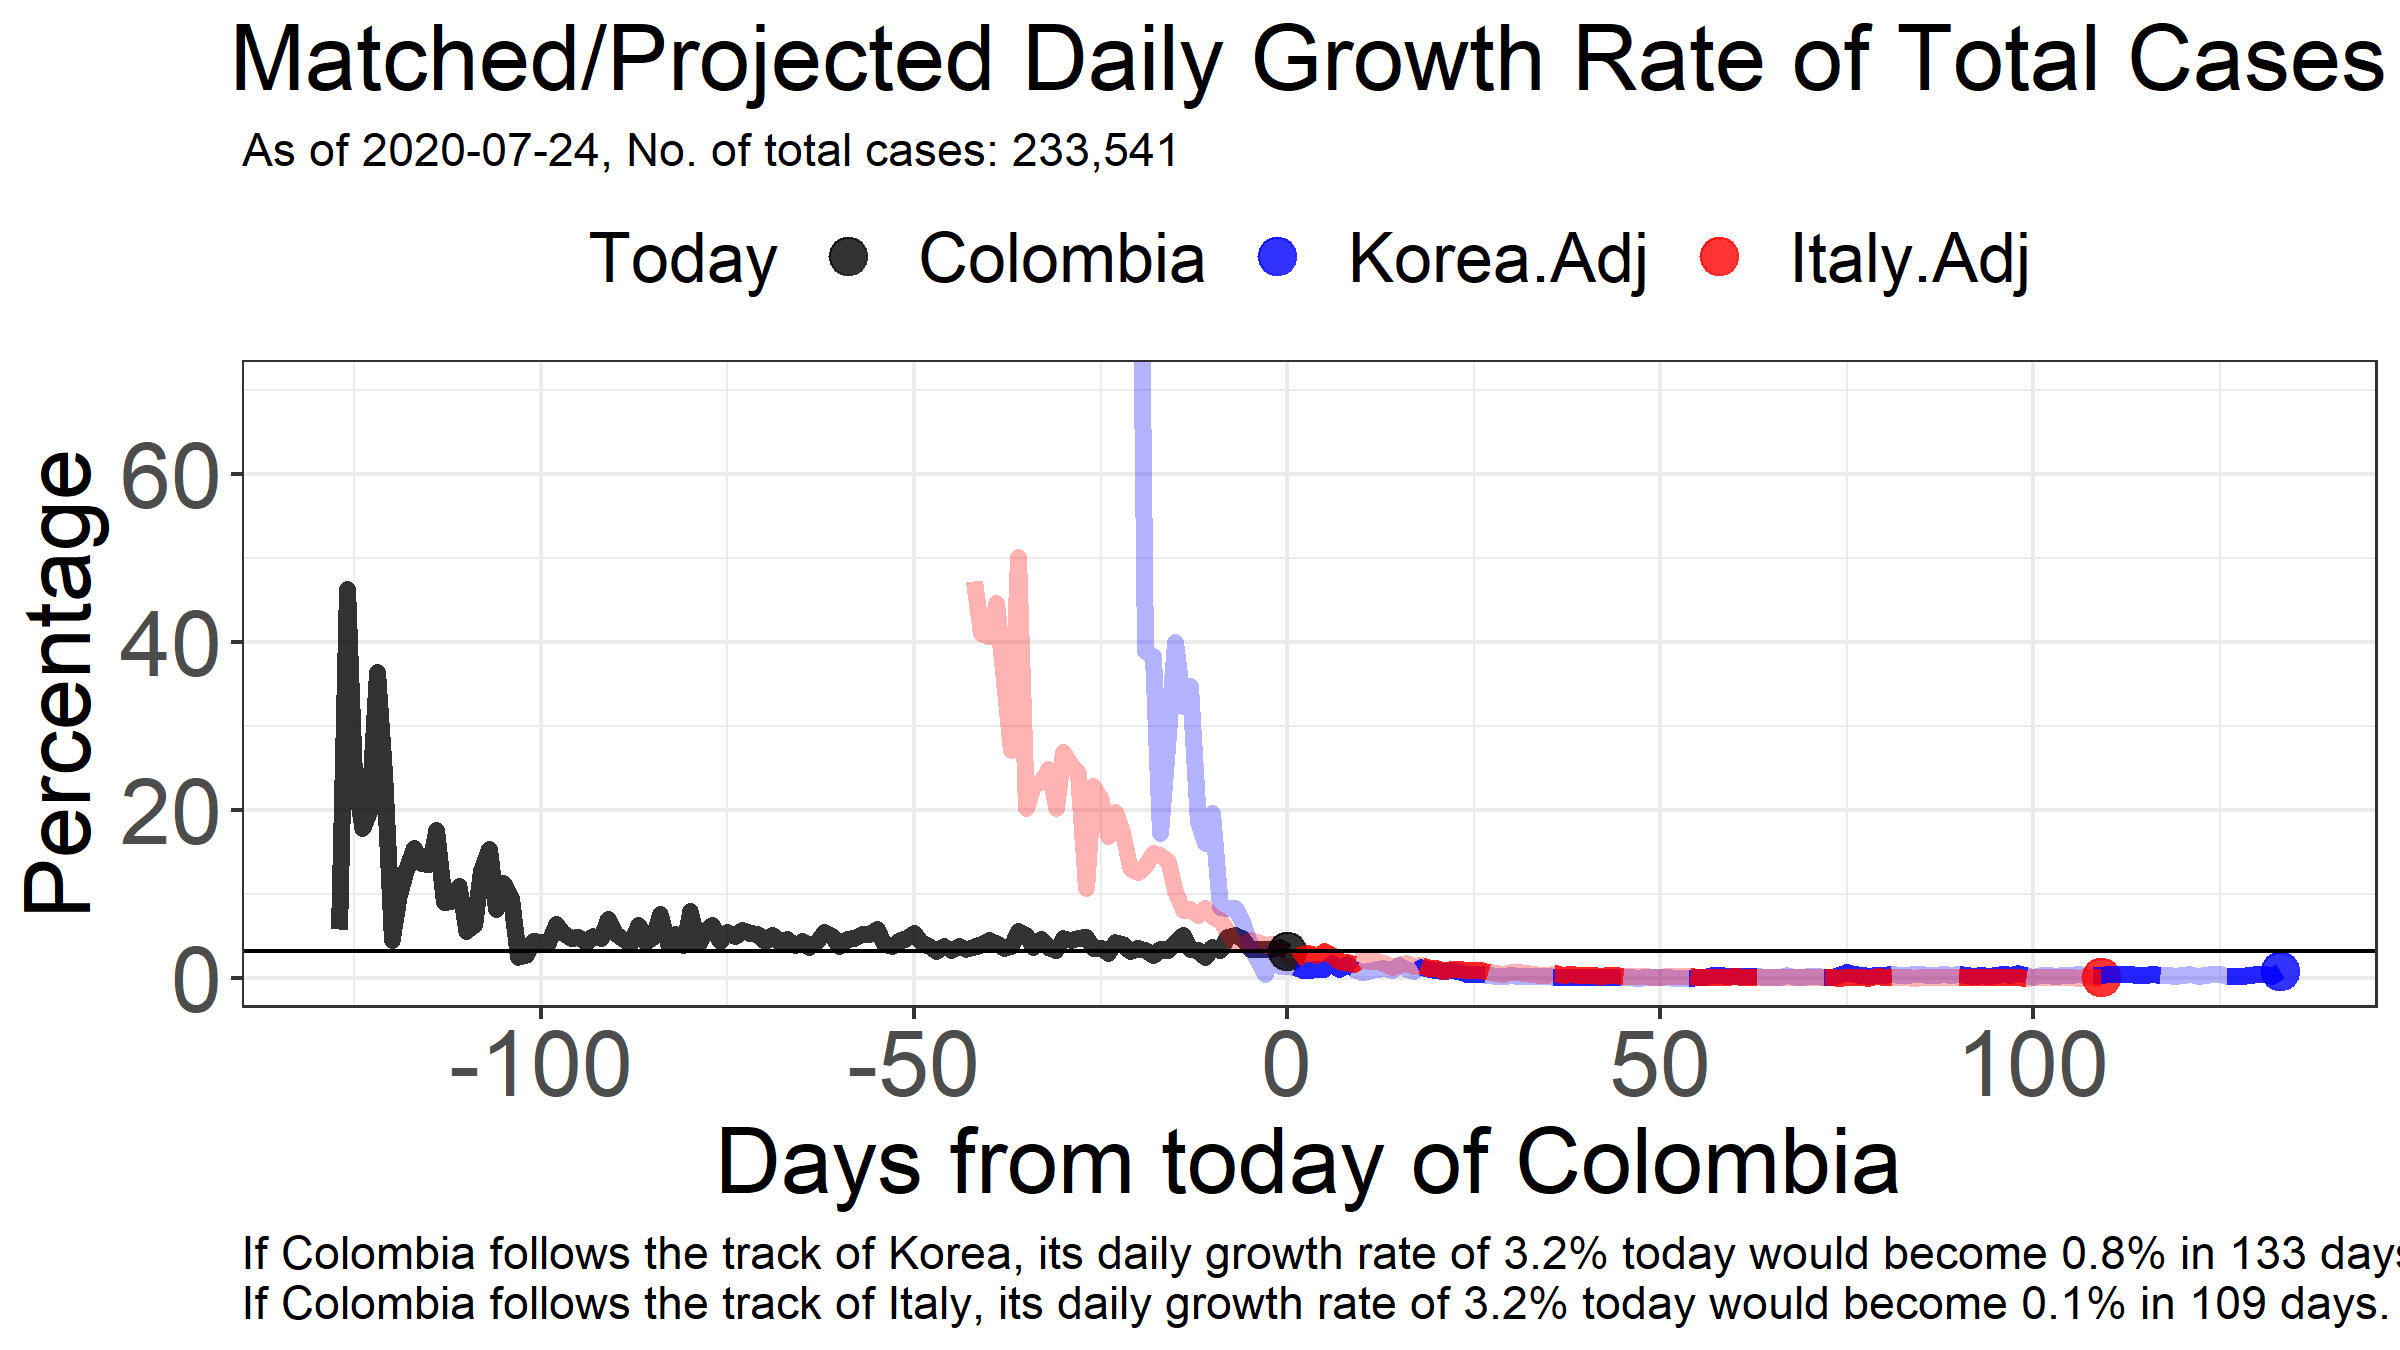 Matched/Projected Daily Growth Rate of Total Cases
As of 2020-07-24, No. of total cases: 233,541
Today Colombia Korea.Adj Italy.Adj
Percentage
60
40
20
0
-100 -50 0 50 100
Days from today of Colombia
If Colombia follows the track of Korea, its daily growth rate of 3.2% today would become 0.8% in 133 days
If Colombia follows the track of Italy, its daily growth rate of 3.2% today would become 0.1% in 109 days.